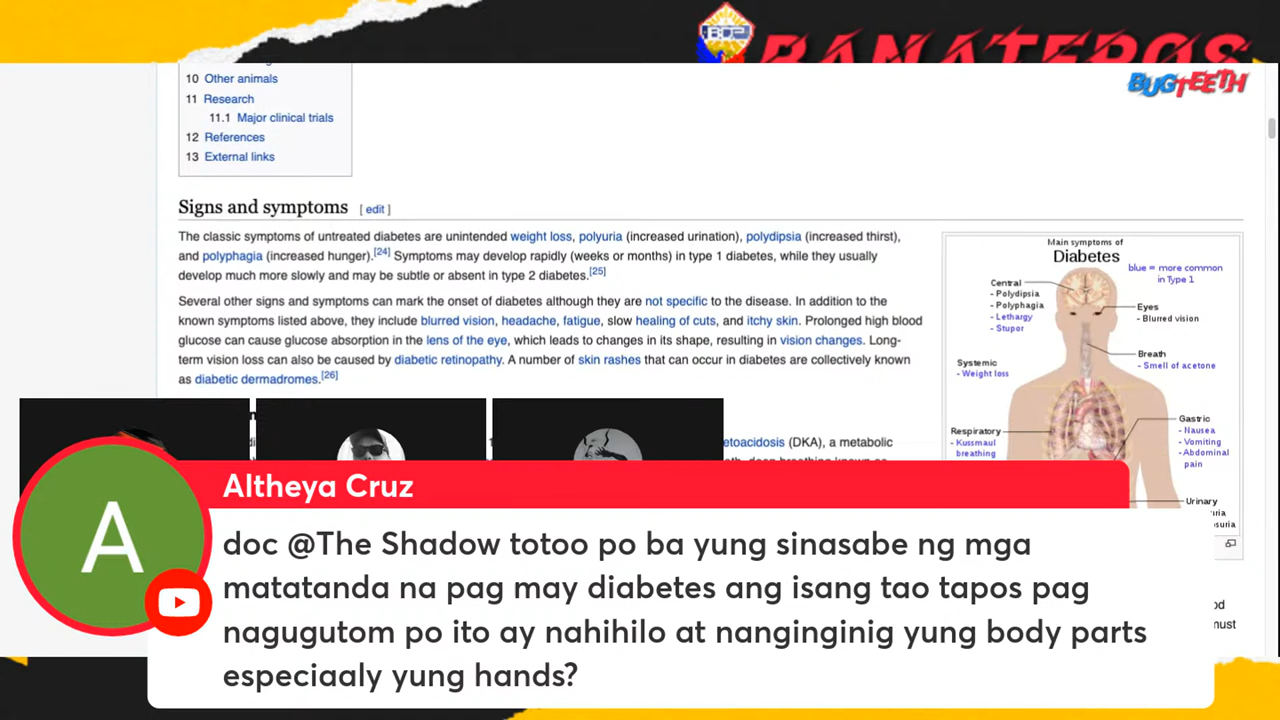 BANATEROS
BUGTEETH
10 Other animals
11 Research
11.1 Major clinical trials
12 References
13 External links
Signs and symptoms [ edit ]
The classic symptoms of untreated diabetes are unintended weight loss, polyuria (increased urination), polydipsia (increased thirst),
and polyphagia (increased hunger).[24] Symptoms may develop rapidly (weeks or months) in type 1 diabetes, while they usually
develop much more slowly and may be subtle or absent in type 2 diabetes.[25]
Several other signs and symptoms can mark the onset of diabetes although they are not specific to the disease. In addition to the
known symptoms listed above, they include blurred vision, headache, fatigue, slow healing of cuts, and itchy skin. Prolonged high blood
glucose can cause glucose absorption in the lens of the eye, which leads to changes in its shape, resulting in vision changes. Long-
term vision loss can also be caused by diabetic retinopathy. A number of skin rashes that can occur in diabetes are collectively known
as diabetic dermadromes.[26]
(DKA), a metabolic
Main symptoms of
Diabetes
blue = more common
in Type 1
Central
- Polydipsia
- Polyphagia
- Lethargy
- Stupor
Eyes
- Blurred vision
Breath
- Smell of acetone
Systemic
- Weight loss
Respiratory
- Kussmaul
breathing
Gastric
- Nausea
- Vomiting
- Abdominal
pain
Urinary
A
Altheya Cruz
doc @The Shadow totoo po ba yung sinasabe ng mga
matatanda na pag may diabetes ang isang tao tapos pag
nagugutom po ito ay nahihilo at nanginginig yung body parts
especiaaly yung hands?